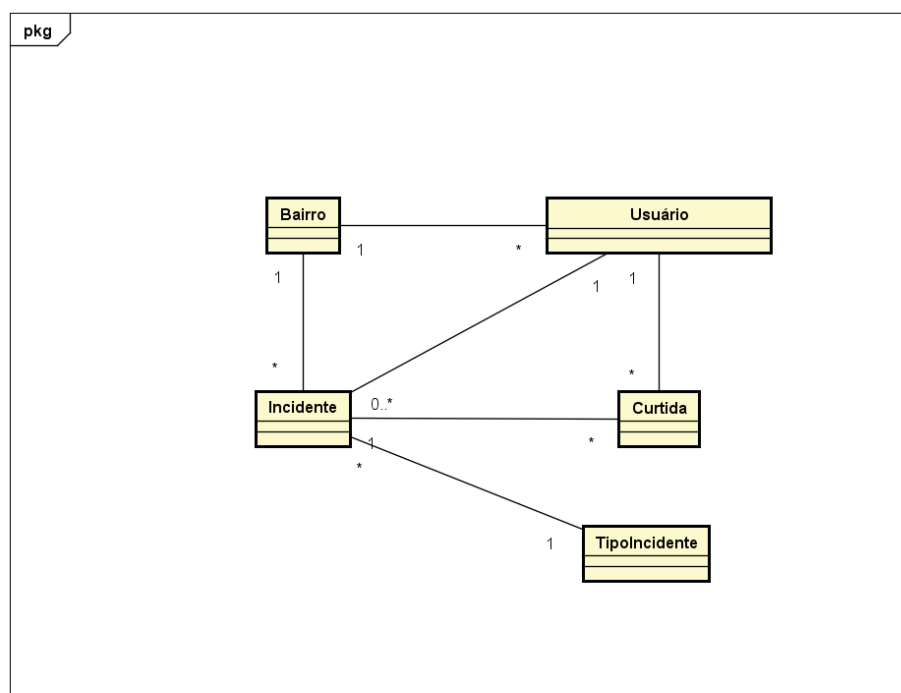 pkg
Bairro
Usuário
1
*
1
1
1
*
*
Incidente
0..*
Curtida
1
*
*
1
TipoIncidente